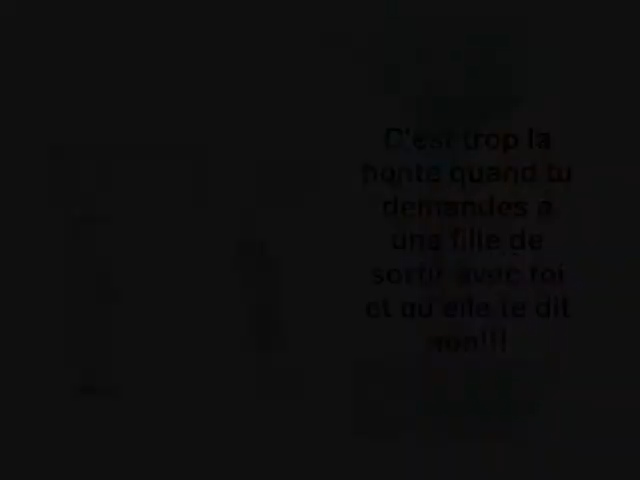 C'est trop la
honte quand tu
demandes à
une fille de
sortir avec toi
et qu'elle te dit
non!!!